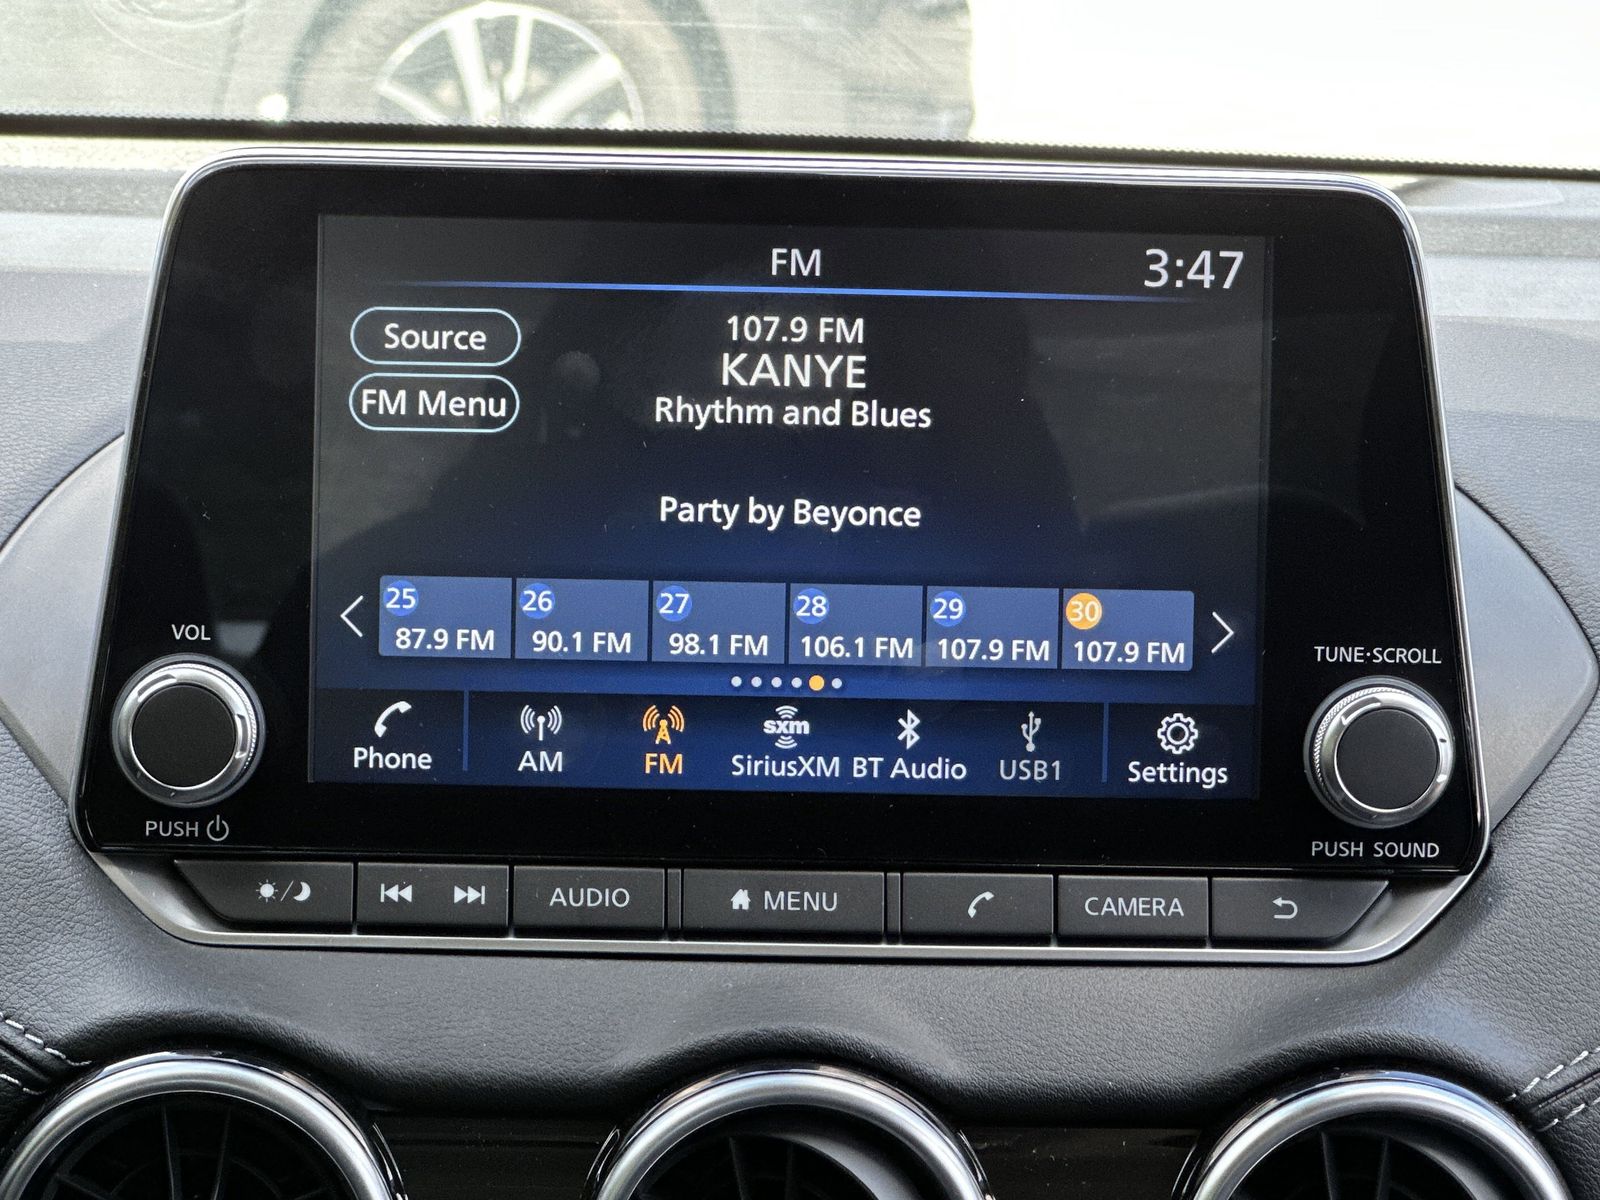 FM
3:47
Source
FM Menu
107.9 FM
KANYE
Rhythm and Blues
Party by Beyonce
25 26 27 28 29 30
87.9 FM 90.1 FM 98.1 FM 106.1 FM 107.9 FM 107.9 FM
sxm
Phone AM FM SiriusXM BT Audio USB1 Settings
VOL
PUSH
TUNE·SCROLL
PUSH SOUND
AUDIO MENU CAMERA